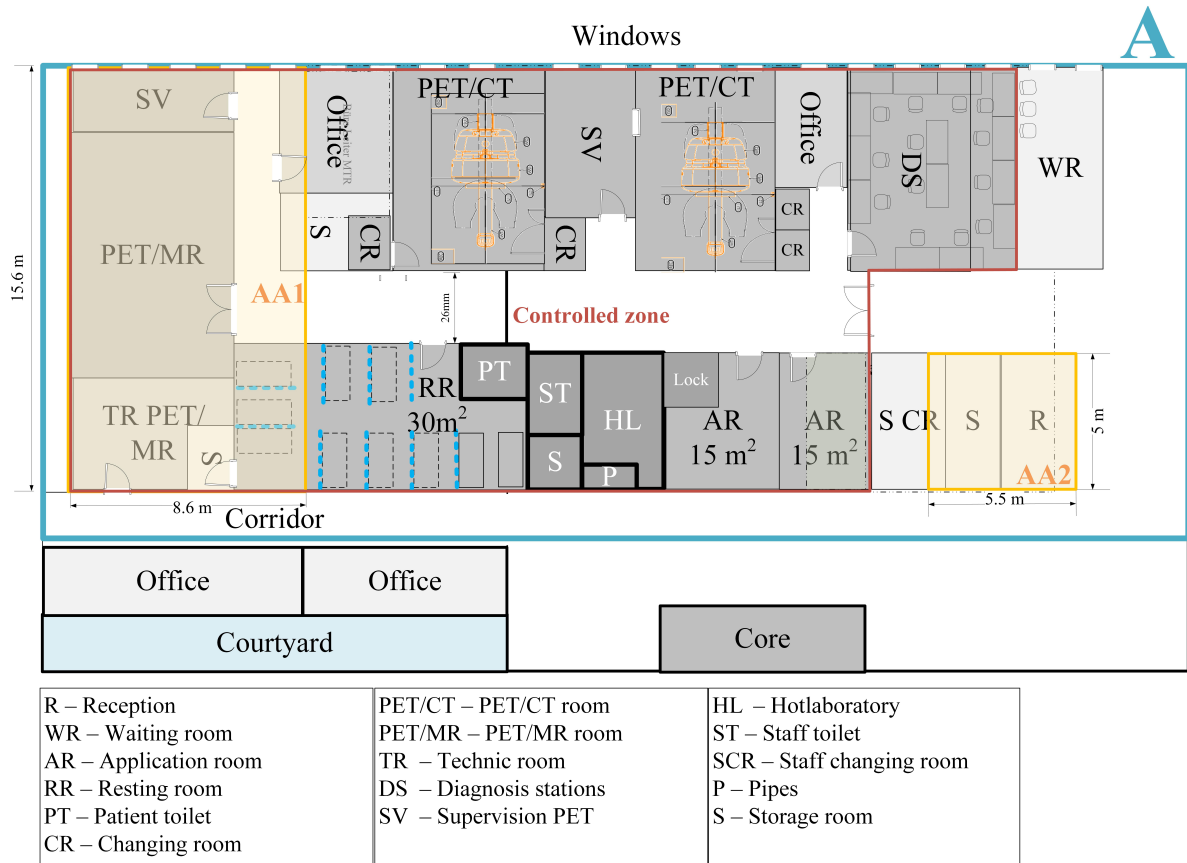 A
Windows
SV
Office
Blueleiter MTR
PET/CT
SV
PET/CT
Office
DS
WR
CR
CR
S
CR
CR
15.6 m
PET/MR
AA1
26mm
Controlled zone
PT
RR
30m²
ST
HL
Lock
AR
15 m²
AR
15 m²
S CR
S
R
5 m
TR PET/
MR
S
S
P
AA2
8.6 m
5.5 m
Corridor
Office
Office
Courtyard
Core
R – Reception
WR – Waiting room
AR – Application room
RR – Resting room
PT – Patient toilet
CR – Changing room
PET/CT – PET/CT room
PET/MR – PET/MR room
TR – Technic room
DS – Diagnosis stations
SV – Supervision PET
HL – Hotlaboratory
ST – Staff toilet
SCR – Staff changing room
P – Pipes
S – Storage room